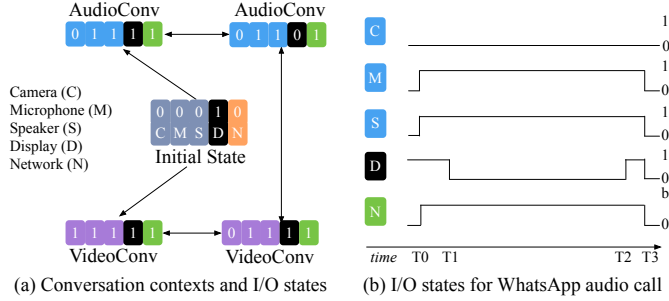 AudioConv AudioConv
0 1 1 1 1 0 1 1 0 1
Camera (C)
Microphone (M)
Speaker (S)
Display (D)
Network (N)
0 0 0 1 0
C M S D N
Initial State
1 1 1 1 1 0 1 1 1 1
VideoConv VideoConv
(a) Conversation contexts and I/O states
C 1 0
M 1 0
S 1 0
D 1 0
N b 0
time T0 T1 T2 T3
(b) I/O states for WhatsApp audio call